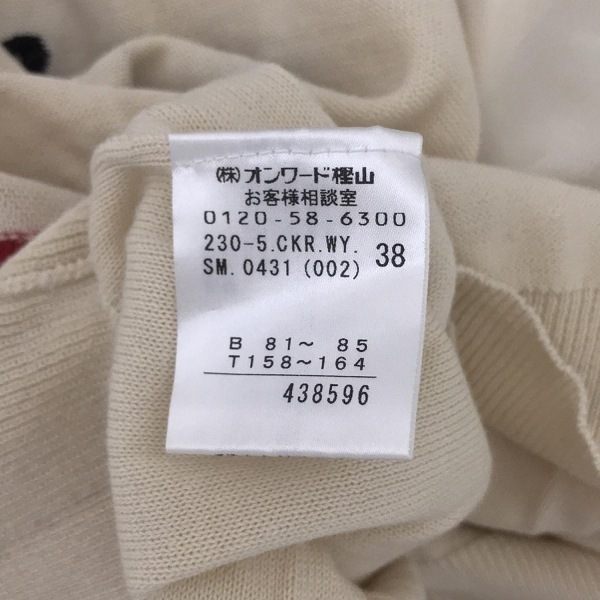 (株)オンワード樫山
お客様相談室
0120-58-6300
230-5.CKR.WY. 38
SM.0431(002)
B 81～ 85
T158～164
438596